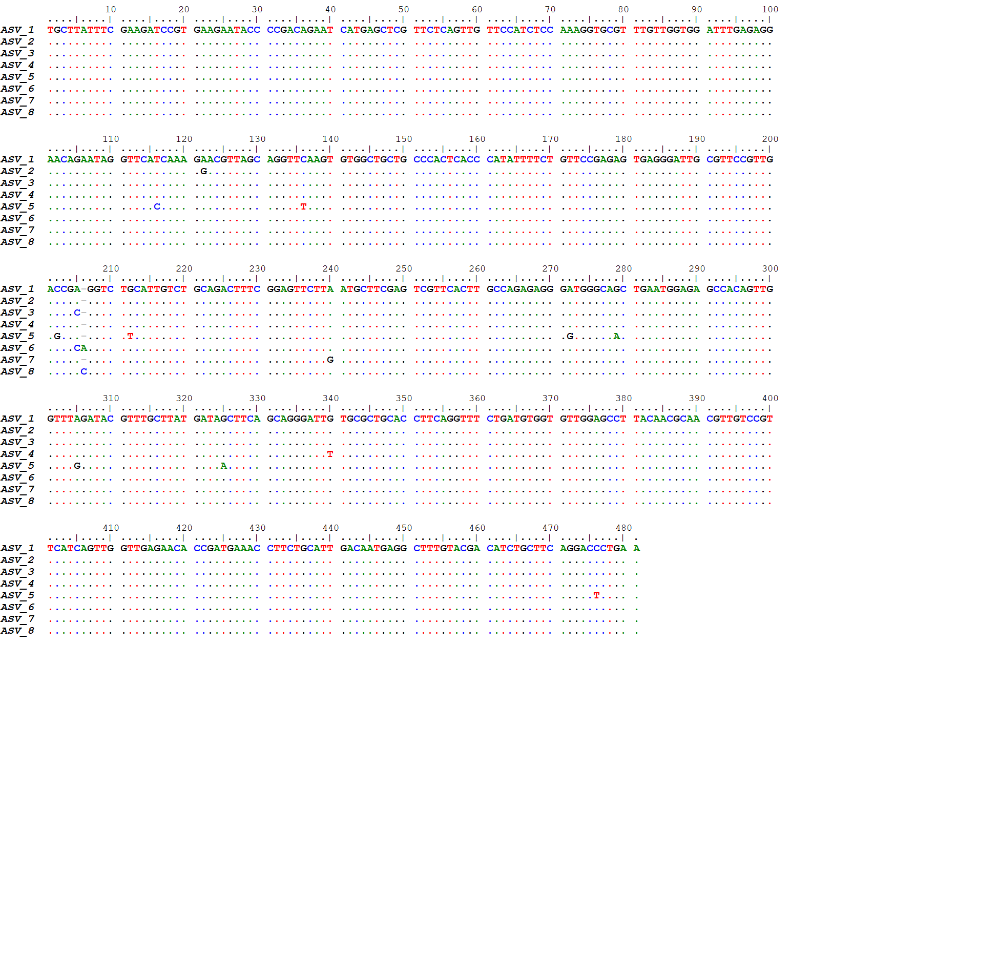 10 20 30 40 50 60 70 80 90 100
....|....| ....|....| ....|....| ....|....| ....|....| ....|....| ....|....| ....|....| ....|....| ....|....|
ASV_1 TGCTTATTTC GAAGATCCGT GAAGAATACC CCGACAGAAT CATGAGCTCG TTCTCAGTTG TTCCATCTCC AAAGGTGCGT TTGTTGGTGG ATTTGAGAGG
ASV_2 .......... .......... .......... .......... .......... .......... .......... .......... .......... ..........
ASV_3 .......... .......... .......... .......... .......... .......... .......... .......... .......... ..........
ASV_4 .......... .......... .......... .......... .......... .......... .......... .......... .......... ..........
ASV_5 .......... .......... .......... .......... .......... .......... .......... .......... .......... ..........
ASV_6 .......... .......... .......... .......... .......... .......... .......... .......... .......... ..........
ASV_7 .......... .......... .......... .......... .......... .......... .......... .......... .......... ..........
ASV_8 .......... .......... .......... .......... .......... .......... .......... .......... .......... ..........
110 120 130 140 150 160 170 180 190 200
....|....| ....|....| ....|....| ....|....| ....|....| ....|....| ....|....| ....|....| ....|....| ....|....|
ASV_1 AACAGAATAG GTTCATCAAA GAACGTTAGC AGGTTCAAGT GTGGCTGCTG CCCACTCACC CATATTTTCT GTTCCGAGAG TGAGGGATTG CGTTCCGTTG
ASV_2 .......... .......... .G........ .......... .......... .......... .......... .......... .......... ..........
ASV_3 .......... .......... .......... .......... .......... .......... .......... .......... .......... ..........
ASV_4 .......... .......... .......... .......... .......... .......... .......... .......... .......... ..........
ASV_5 .......... .....C.... .......... .....T.... .......... .......... .......... .......... .......... ..........
ASV_6 .......... .......... .......... .......... .......... .......... .......... .......... .......... ..........
ASV_7 .......... .......... .......... .......... .......... .......... .......... .......... .......... ..........
ASV_8 .......... .......... .......... .......... .......... .......... .......... .......... .......... ..........
210 220 230 240 250 260 270 280 290 300
....|....| ....|....| ....|....| ....|....| ....|....| ....|....| ....|....| ....|....| ....|....| ....|....|
ASV_1 ACCGA-GGTC TGCATTGTCT GCAGACTTTC GGAGTTCTTA ATGCTTCGAG TCGTTCACTT GCCAGAGAGG GATGGGCAGC TGAATGGAGA GCCACAGTTG
ASV_2 .....-.... .......... .......... .......... .......... .......... .......... .......... .......... ..........
ASV_3 ....C-.... .......... .......... .......... .......... .......... .......... .......... .......... ..........
ASV_4 .....-.... .......... .......... .......... .......... .......... .......... .......... .......... ..........
ASV_5 .G...-.... .T........ .......... .......... .......... .......... .......... .G......A. .......... ..........
ASV_6 ....CA.... .......... .......... .......... .......... .......... .......... .......... .......... ..........
ASV_7 .....-.... .......... .......... .........G .......... .......... .......... .......... .......... ..........
ASV_8 .....C.... .......... .......... .......... .......... .......... .......... .......... .......... ..........
310 320 330 340 350 360 370 380 390 400
....|....| ....|....| ....|....| ....|....| ....|....| ....|....| ....|....| ....|....| ....|....| ....|....|
ASV_1 GTTTAGATAC GTTTGCTTAT GATAGCTTCA GCAGGGATTG TGCGCTGCAC CTTCAGGTTT CTGATGTGGT GTTGGAGCCT TACAACGCAA CGTTGTCCGT
ASV_2 .......... .......... .......... .......... .......... .......... .......... .......... .......... ..........
ASV_3 .......... .......... .......... .......... .......... .......... .......... .......... .......... ..........
ASV_4 .......... .......... .......... .........T .......... .......... .......... .......... .......... ..........
ASV_5 ....G..... .......... ....A..... .......... .......... .......... .......... .......... .......... ..........
ASV_6 .......... .......... .......... .......... .......... .......... .......... .......... .......... ..........
ASV_7 .......... .......... .......... .......... .......... .......... .......... .......... .......... ..........
ASV_8 .......... .......... .......... .......... .......... .......... .......... .......... .......... ..........
410 420 430 440 450 460 470 480
....|....| ....|....| ....|....| ....|....| ....|....| ....|....| ....|....| ....|....| .
ASV_1 TCATCAGTTG GTTGAGAACA CCGATGAAAC CTTCTGCATT GACAATGAGG CTTTGTACGA CATCTGCTTC AGGACCCTGA A
ASV_2 .......... .......... .......... .......... .......... .......... .......... .......... .
ASV_3 .......... .......... .......... .......... .......... .......... .......... .......... .
ASV_4 .......... .......... .......... .......... .......... .......... .......... .......... .
ASV_5 .......... .......... .......... .......... .......... .......... .......... .....T.... .
ASV_6 .......... .......... .......... .......... .......... .......... .......... .......... .
ASV_7 .......... .......... .......... .......... .......... .......... .......... .......... .
ASV_8 .......... .......... .......... .......... .......... .......... .......... .......... .